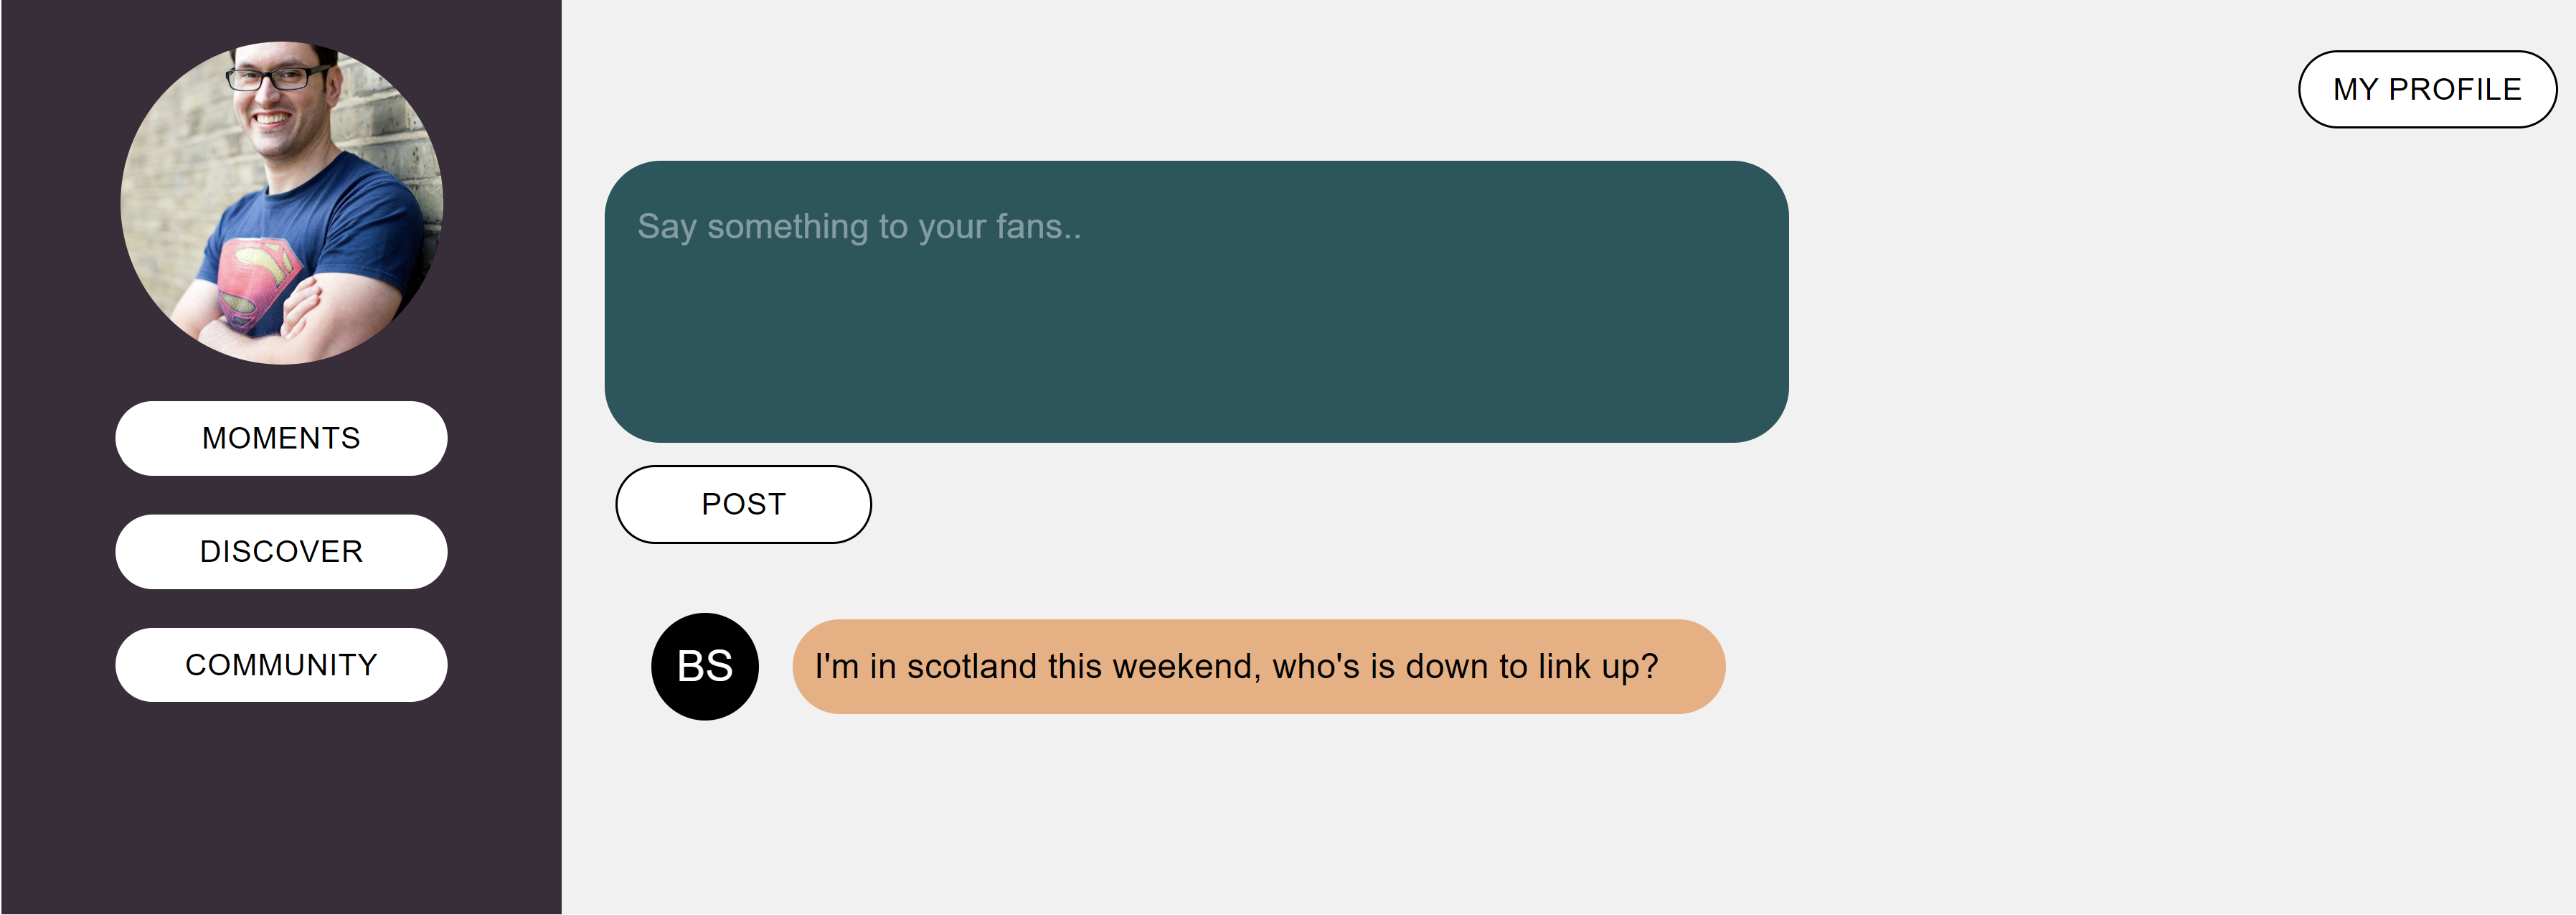 MY PROFILE
Say something to your fans..
MOMENTS
POST
DISCOVER
COMMUNITY
BS
I'm in scotland this weekend, who's is down to link up?